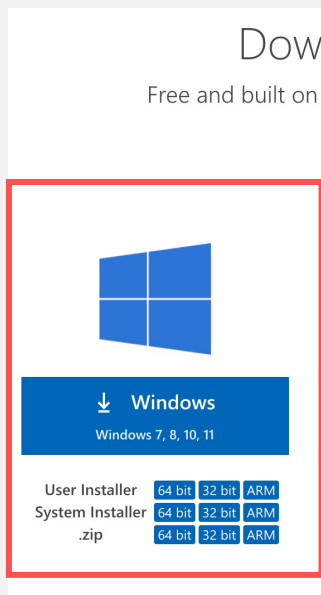 Dow
Free and built on
Windows
Windows 7, 8, 10, 11
User Installer 64 bit 32 bit ARM
System Installer 64 bit 32 bit ARM
.zip 64 bit 32 bit ARM